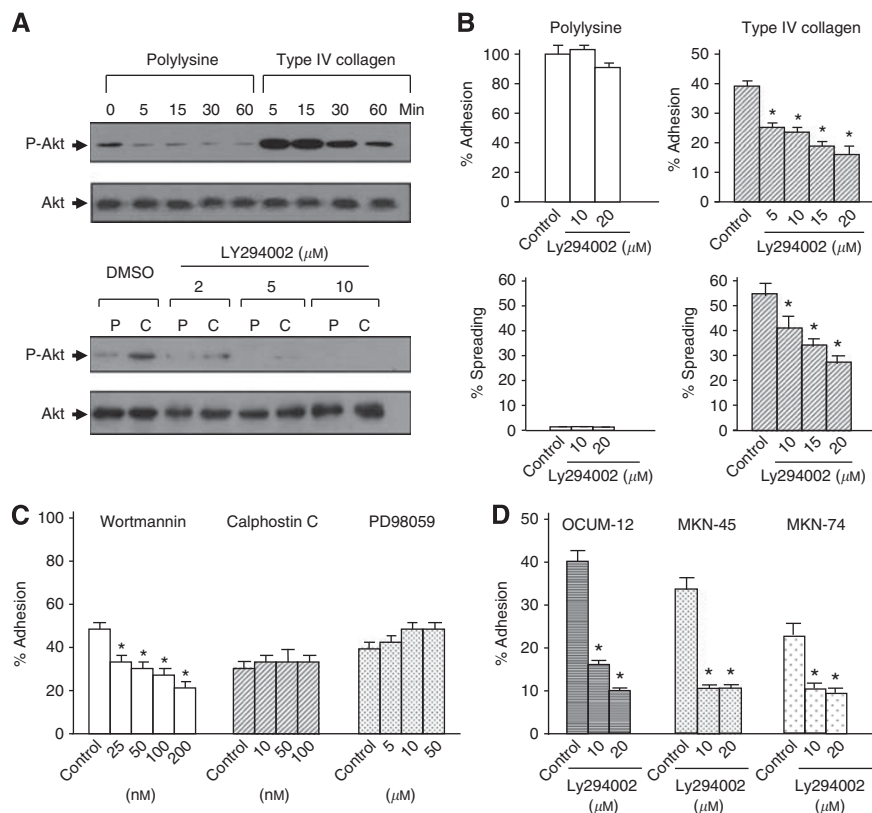 A
Polylysine Type IV collagen
0 5 15 30 60 5 15 30 60 Min
P-Akt
Akt
LY294002 (μM)
DMSO 2 5 10
P C P C P C P C
P-Akt
Akt
B
Polylysine
% Adhesion
100
80
60
40
20
0
Control 10 20
Ly294002 (μM)
Type IV collagen
% Adhesion
50
40
30
20
10
0
* * * *
Control 5 10 15 20
Ly294002 (μM)
% Spreading
60
50
40
30
20
10
0
Control 10 20
Ly294002 (μM)
% Spreading
60
50
40
30
20
10
0
* * *
Control 10 15 20
Ly294002 (μM)
C
Wortmannin Calphostin C PD98059
% Adhesion
100
80
60
40
20
0
* * * *
Control 25 50 100 200 Control 10 50 100 Control 5 10 50
(nM) (nM) (μM)
D
OCUM-12 MKN-45 MKN-74
% Adhesion
50
40
30
20
10
0
* * * * * *
Control 10 20 Control 10 20 Control 10 20
Ly294002 Ly294002 Ly294002
(μM) (μM) (μM)